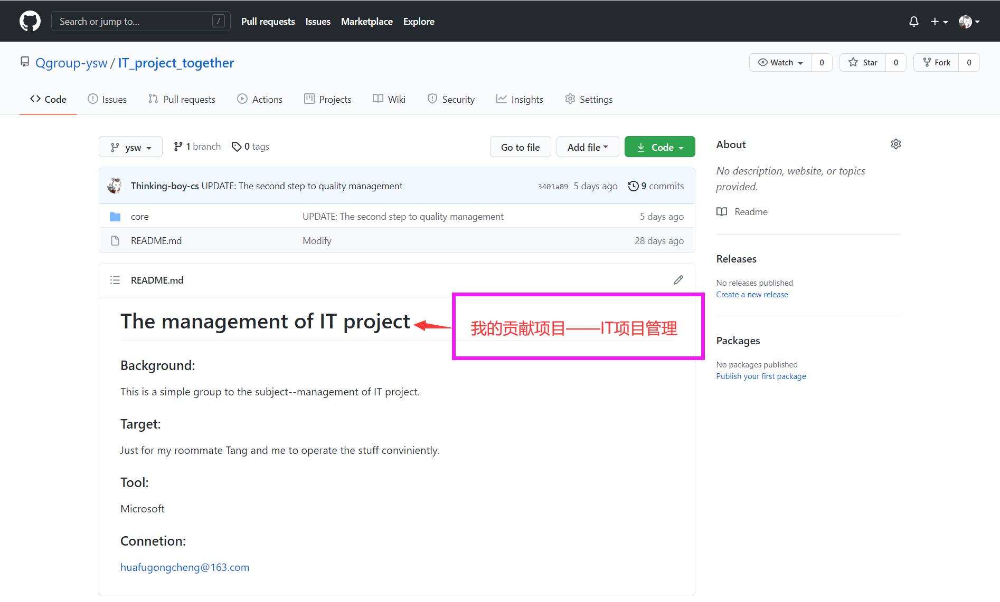 Search or jump to... /
Pull requests Issues Marketplace Explore
Qgroup-ysw / IT_project_together
Watch 0 Star 0 Fork 0
Code Issues Pull requests Actions Projects Wiki Security Insights Settings
ysw 1 branch 0 tags
Go to file Add file Code
Thinking-boy-cs UPDATE: The second step to quality management 3401a89 5 days ago 9 commits
core UPDATE: The second step to quality management 5 days ago
README.md Modify 28 days ago
README.md
The management of IT project
我的贡献项目——IT项目管理
Background:
This is a simple group to the subject--management of IT project.
Target:
Just for my roommate Tang and me to operate the stuff conviniently.
Tool:
Microsoft
Connetion:
huafugongcheng@163.com
About
No description, website, or topics
provided.
Readme
Releases
No releases published
Create a new release
Packages
No packages published
Publish your first package